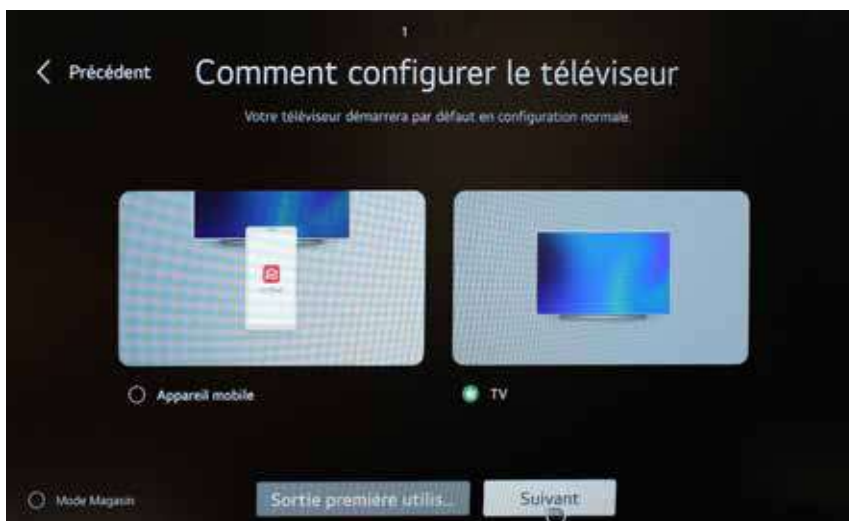 1
Précédent
Comment configurer le téléviseur
Votre téléviseur démarrera par défaut en configuration normale.
Appareil mobile
TV
Mode Magasin
Sortie première utilis...
Suivant